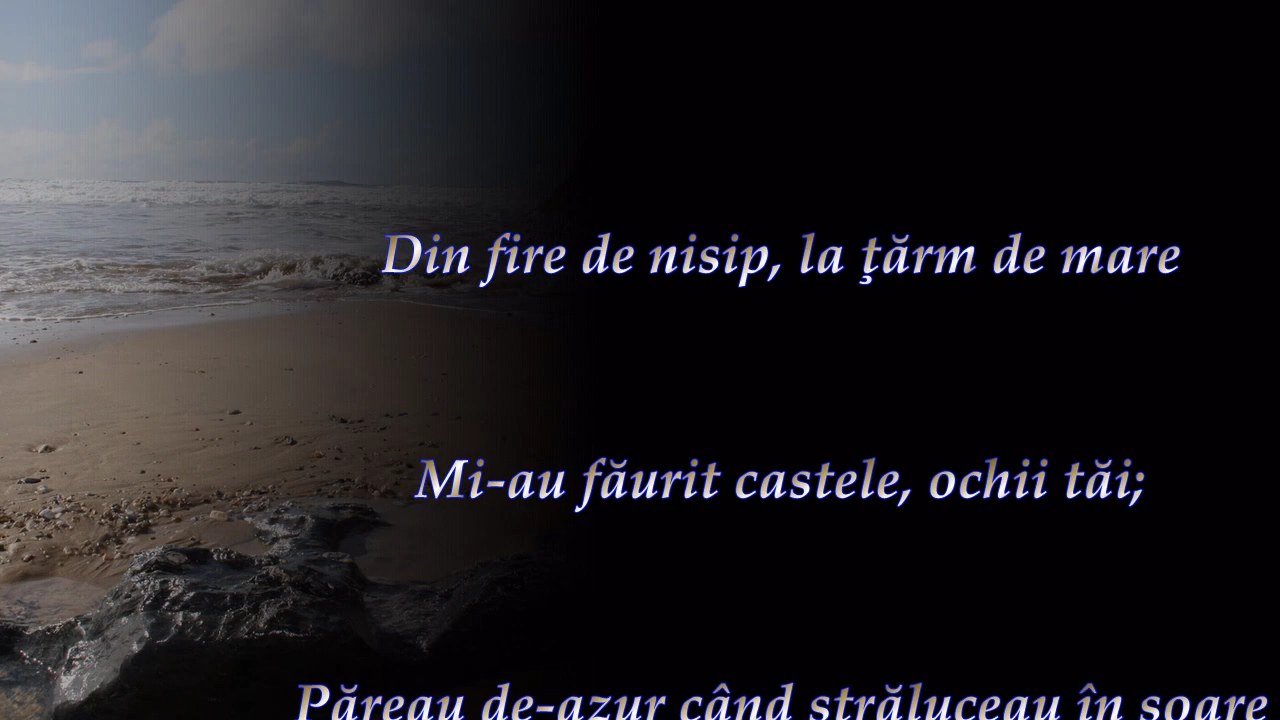 Din fire de nisip, la ţărm de mare
Mi-au făurit castele, ochii tăi;
Păreau de-azur când străluceau în soare